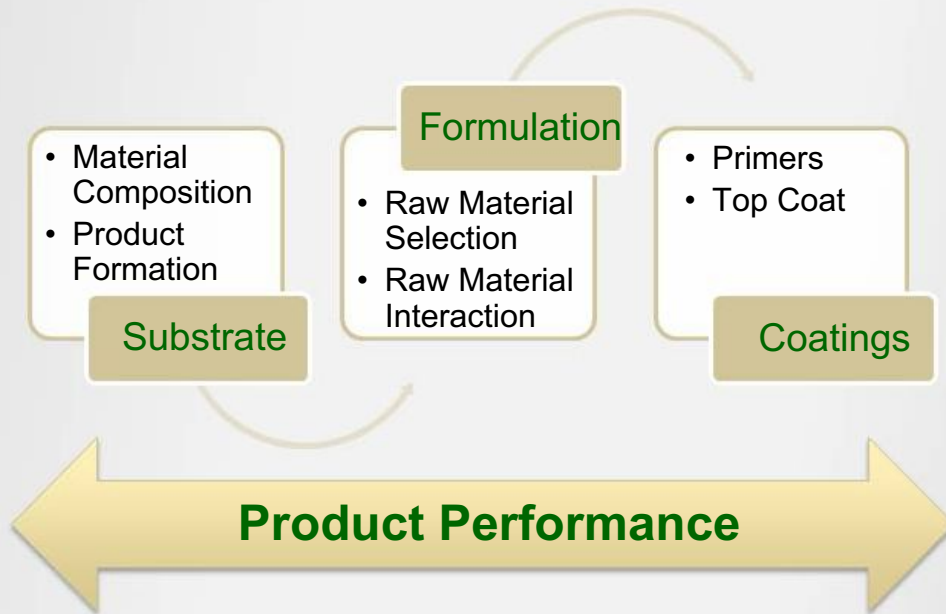 • Material
Composition
• Product
Formation
Substrate
Formulation
• Raw Material
Selection
• Raw Material
Interaction
• Primers
• Top Coat
Coatings
Product Performance